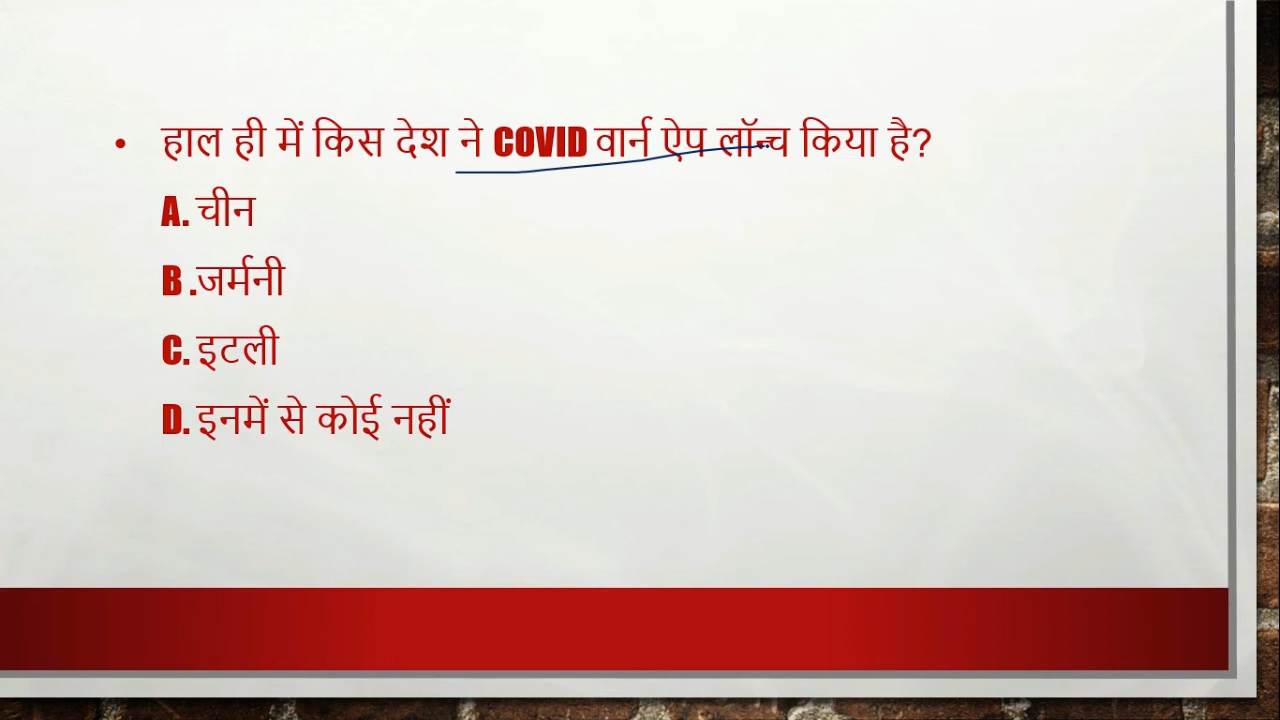 • हाल ही में किस देश ने COVID वार्न ऐप लॉन्च किया है?
A. चीन
B .जर्मनी
C. इटली
D. इनमें से कोई नहीं